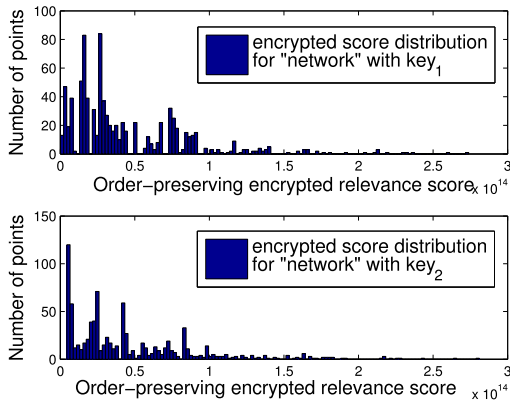 100
80
60
40
20
0
Number of points
encrypted score distribution
for "network" with key1
0 0.5 1 1.5 2 2.5 3
Order−preserving encrypted relevance score
x 10^14
150
100
50
0
Number of points
encrypted score distribution
for "network" with key2
0 0.5 1 1.5 2 2.5 3
Order−preserving encrypted relevance score
x 10^14